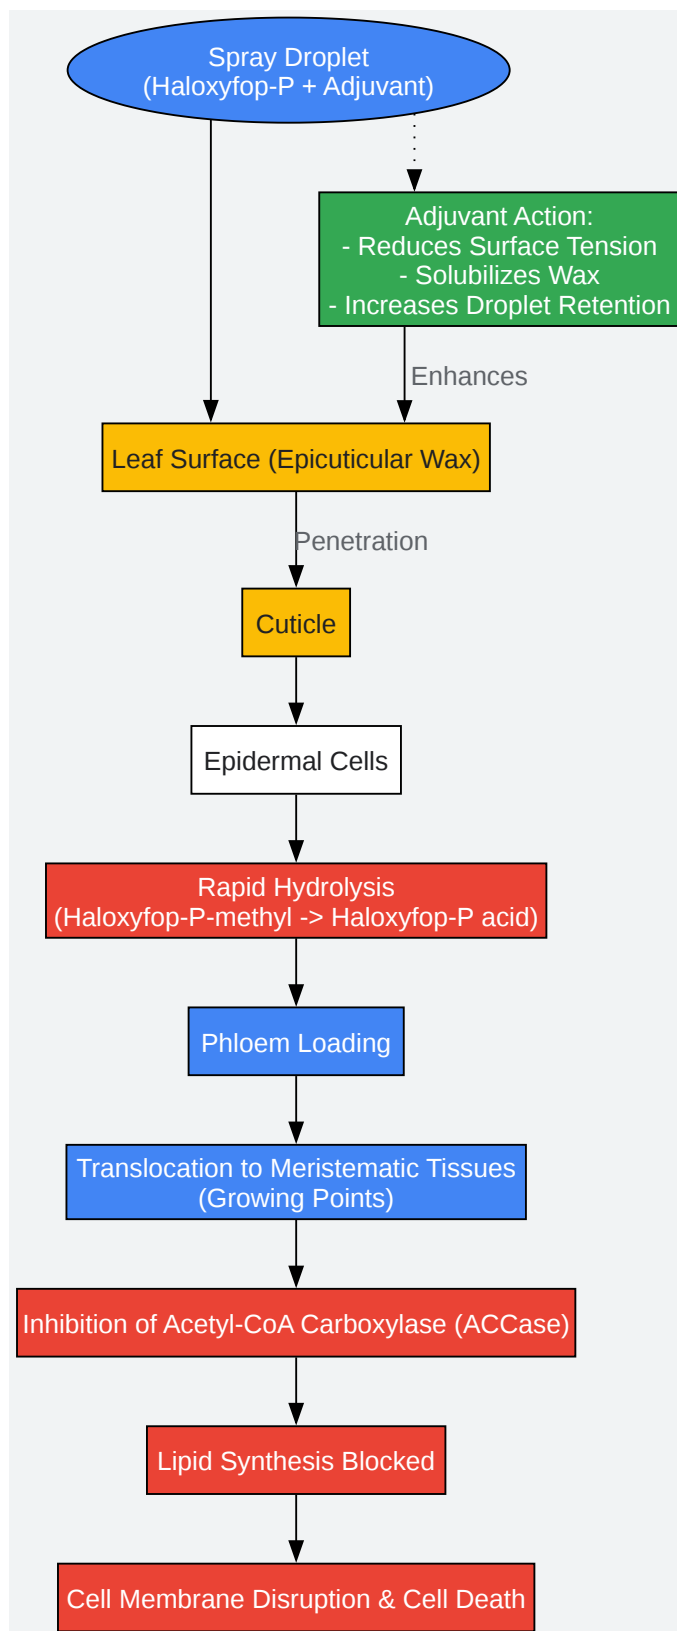 Spray Droplet
(Haloxyfop-P + Adjuvant)
Adjuvant Action:
- Reduces Surface Tension
- Solubilizes Wax
- Increases Droplet Retention
Enhances
Leaf Surface (Epicuticular Wax)
Penetration
Cuticle
Epidermal Cells
Rapid Hydrolysis
(Haloxyfop-P-methyl -> Haloxyfop-P acid)
Phloem Loading
Translocation to Meristematic Tissues
(Growing Points)
Inhibition of Acetyl-CoA Carboxylase (ACCase)
Lipid Synthesis Blocked
Cell Membrane Disruption & Cell Death